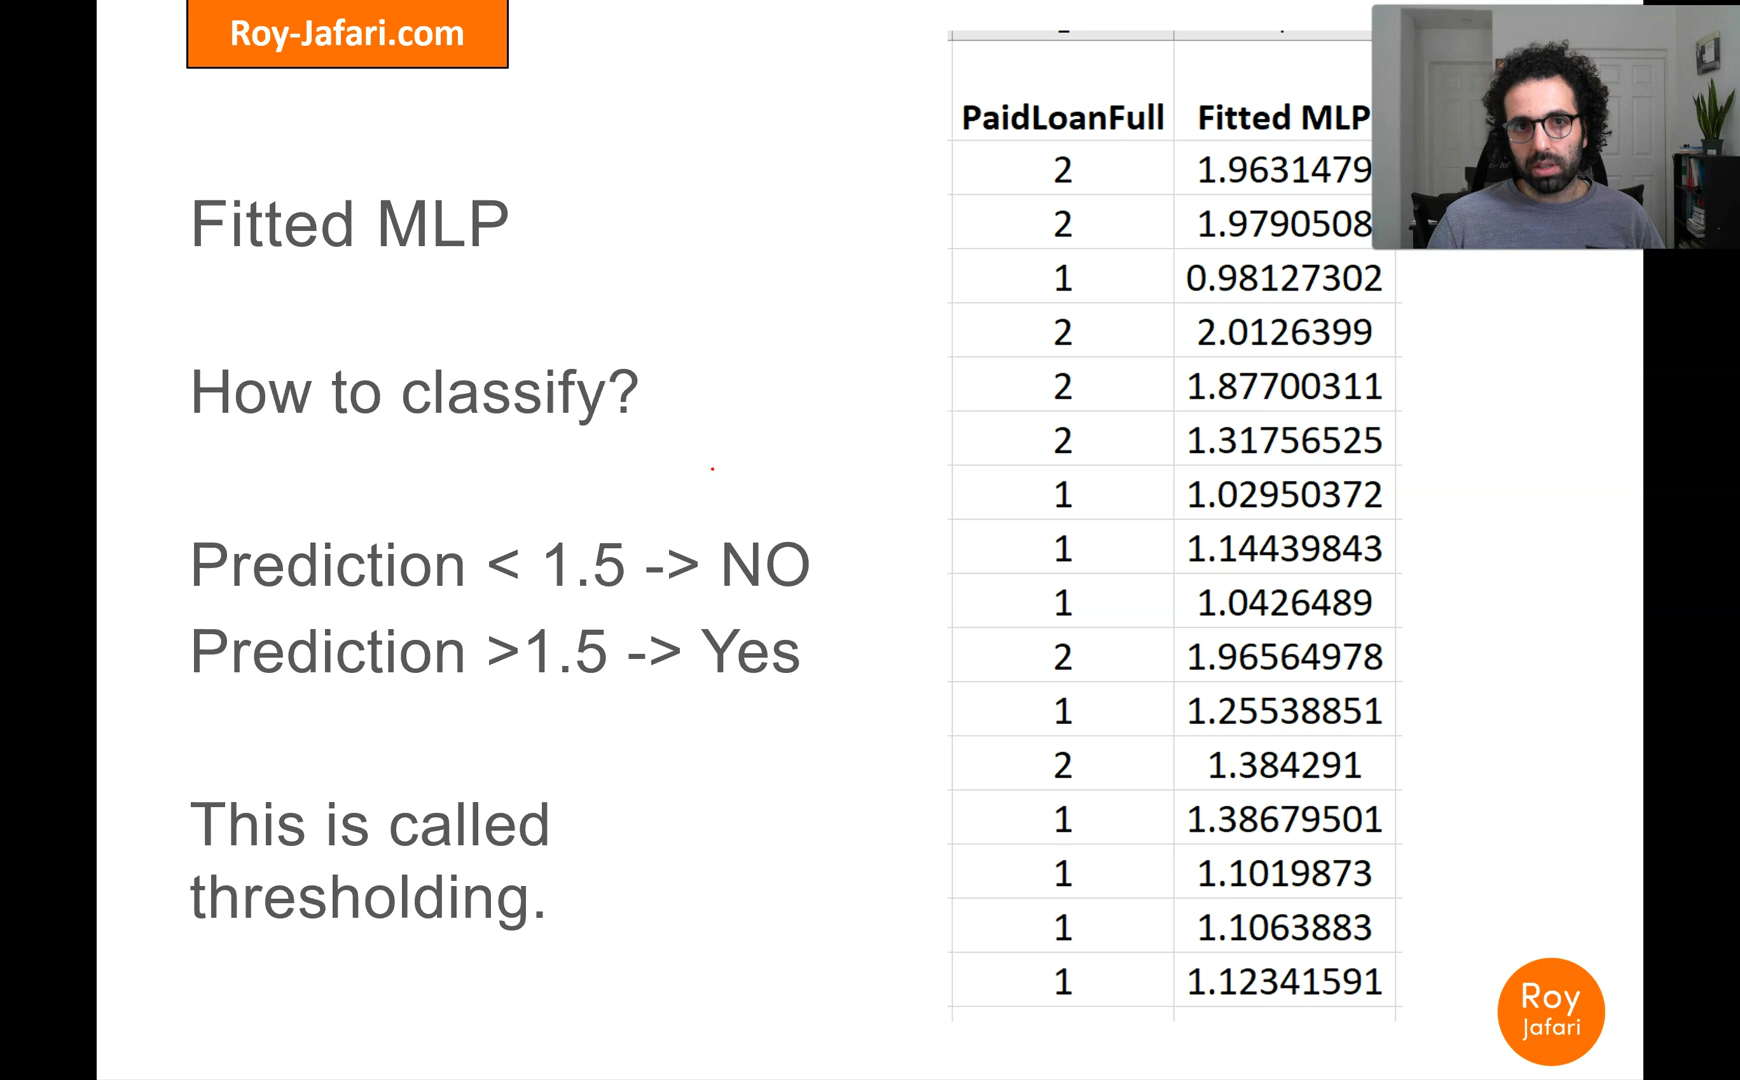 Roy-Jafari.com
Fitted MLP
How to classify?
Prediction < 1.5 -> NO
Prediction >1.5 -> Yes
This is called
thresholding.
PaidLoanFull Fitted MLP
2 1.9631479
2 1.9790508
1 0.98127302
2 2.0126399
2 1.87700311
2 1.31756525
1 1.02950372
1 1.14439843
1 1.0426489
2 1.96564978
1 1.25538851
2 1.384291
1 1.38679501
1 1.1019873
1 1.1063883
1 1.12341591
Roy
Jafari